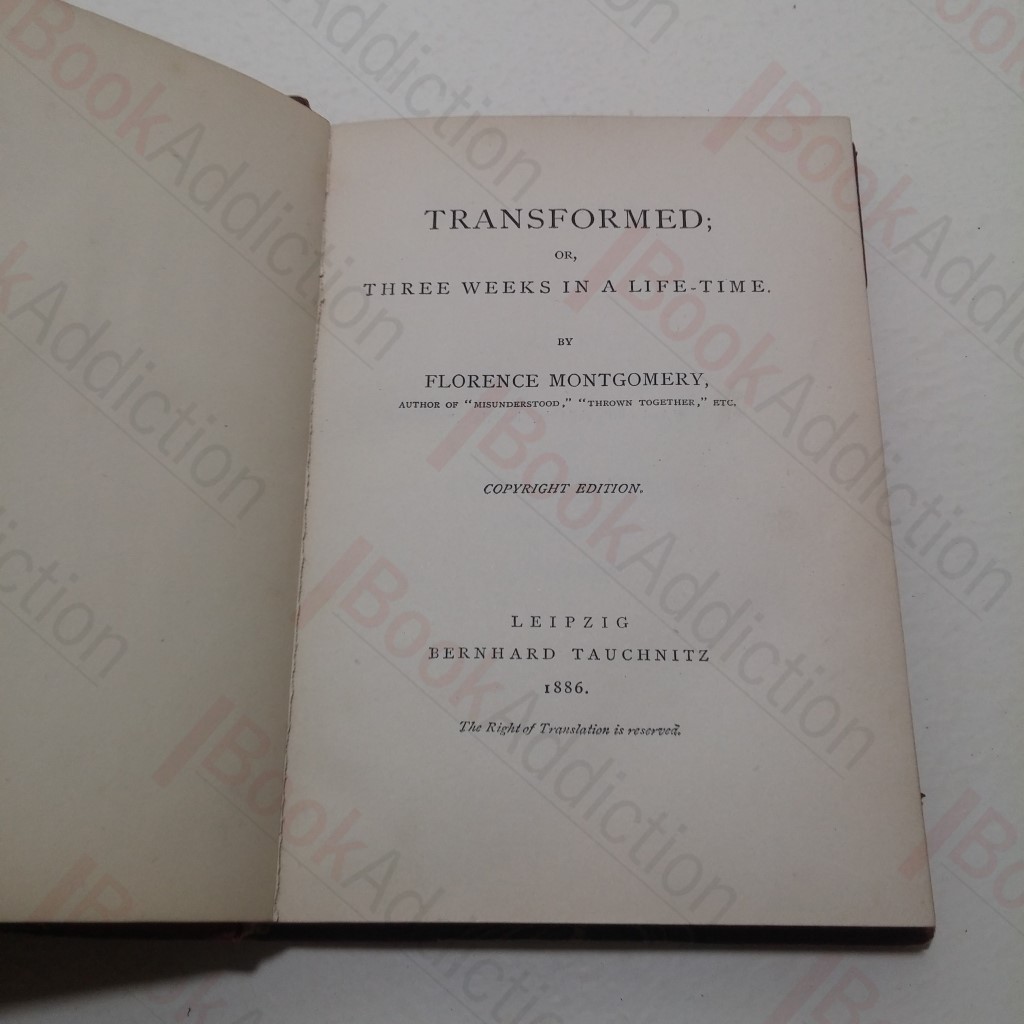 TRANSFORMED;
OR,
THREE WEEKS IN A LIFE-TIME.
BY
FLORENCE MONTGOMERY,
AUTHOR OF "MISUNDERSTOOD," "THROWN TOGETHER," ETC.
COPYRIGHT EDITION.
LEIPZIG
BERNHARD TAUCHNITZ
1886.
The Right of Translation is reserved.
BookAddiction